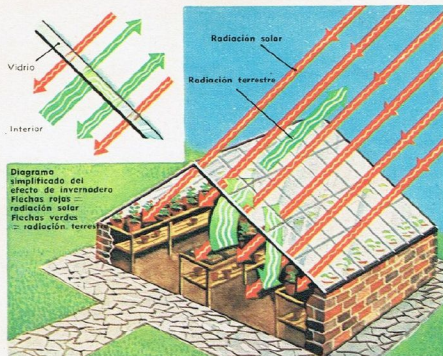 Radiación solar
Radiación terrestre
Vidrio
Interior
Diagrama
simplificado del
efecto de invernadero
Flechas rojas =
radiación solar
Flechas verdes
= radiación terrestre